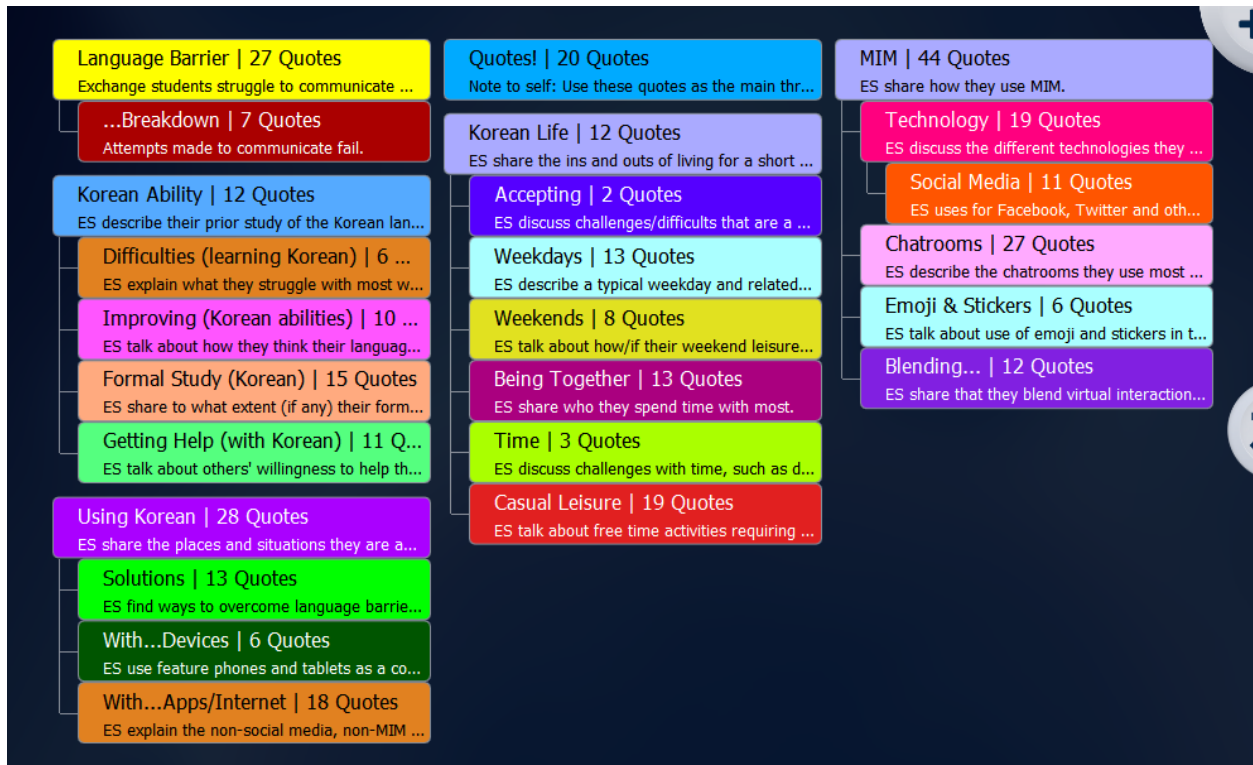 Language Barrier | 27 Quotes
Exchange students struggle to communicate ...
...Breakdown | 7 Quotes
Attempts made to communicate fail.
Korean Ability | 12 Quotes
ES describe their prior study of the Korean lan...
Difficulties (learning Korean) | 6 ...
ES explain what they struggle with most w...
Improving (Korean abilities) | 10 ...
ES talk about how they think their languag...
Formal Study (Korean) | 15 Quotes
ES share to what extent (if any) their form...
Getting Help (with Korean) | 11 Q...
ES talk about others' willingness to help th...
Using Korean | 28 Quotes
ES share the places and situations they are a...
Solutions | 13 Quotes
ES find ways to overcome language barrie...
With...Devices | 6 Quotes
ES use feature phones and tablets as a co...
With...Apps/Internet | 18 Quotes
ES explain the non-social media, non-MIM ...
Quotes! | 20 Quotes
Note to self: Use these quotes as the main thr...
Korean Life | 12 Quotes
ES share the ins and outs of living for a short ...
Accepting | 2 Quotes
ES discuss challenges/difficults that are a ...
Weekdays | 13 Quotes
ES describe a typical weekday and related...
Weekends | 8 Quotes
ES talk about how/if their weekend leisure...
Being Together | 13 Quotes
ES share who they spend time with most.
Time | 3 Quotes
ES discuss challenges with time, such as d...
Casual Leisure | 19 Quotes
ES talk about free time activities requiring ...
MIM | 44 Quotes
ES share how they use MIM.
Technology | 19 Quotes
ES discuss the different technologies they ...
Social Media | 11 Quotes
ES uses for Facebook, Twitter and oth...
Chatrooms | 27 Quotes
ES describe the chatrooms they use most ...
Emoji & Stickers | 6 Quotes
ES talk about use of emoji and stickers in t...
Blending... | 12 Quotes
ES share that they blend virtual interaction...